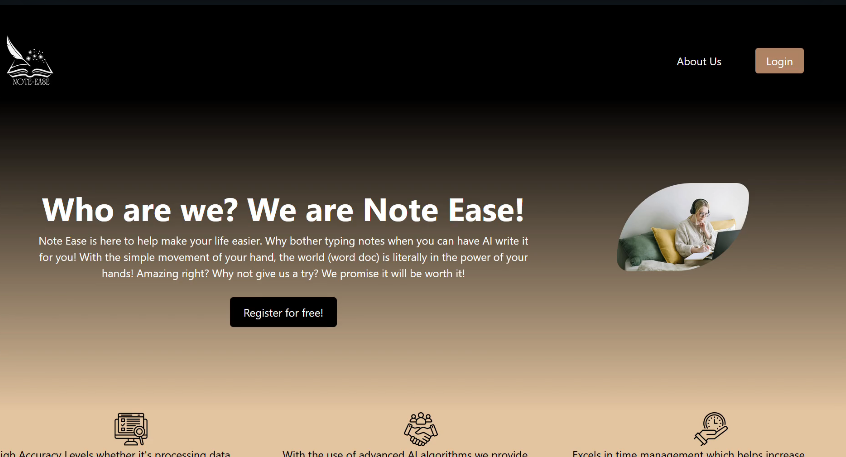 NOTE-EASE
About Us
Login
Who are we? We are Note Ease!
Note Ease is here to help make your life easier. Why bother typing notes when you can have AI write it
for you! With the simple movement of your hand, the world (word doc) is literally in the power of your
hands! Amazing right? Why not give us a try? We promise it will be worth it!
Register for free!
Accuracy Levels whether it's processing data
With the use of advanced AI algorithms we provide
Excels in time management which helps increase